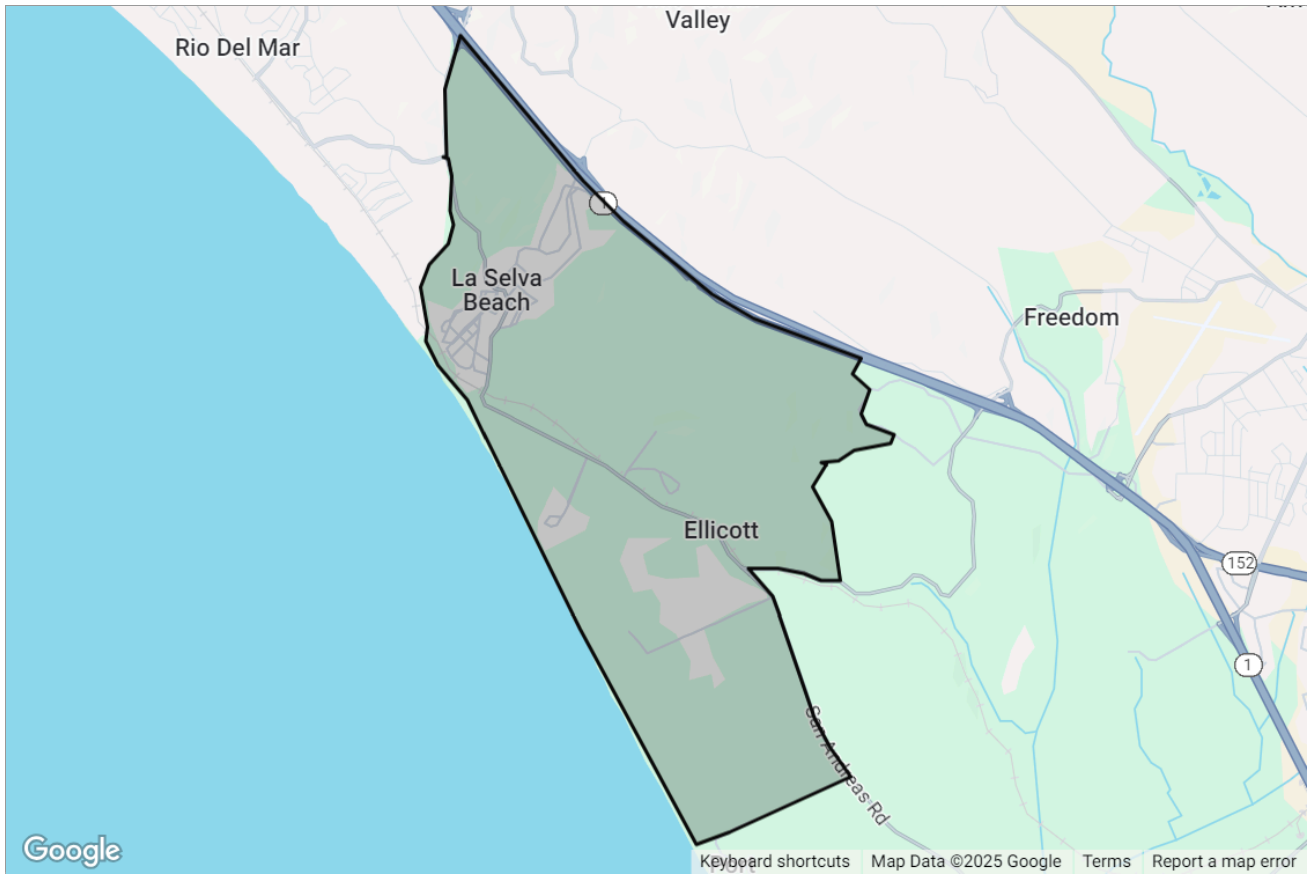 Valley
Rio Del Mar
1
La Selva
Beach
Freedom
Ellicott
152
1
San Andreas Rd
Google
Keyboard shortcuts
Map Data ©2025 Google
Terms
Report a map error